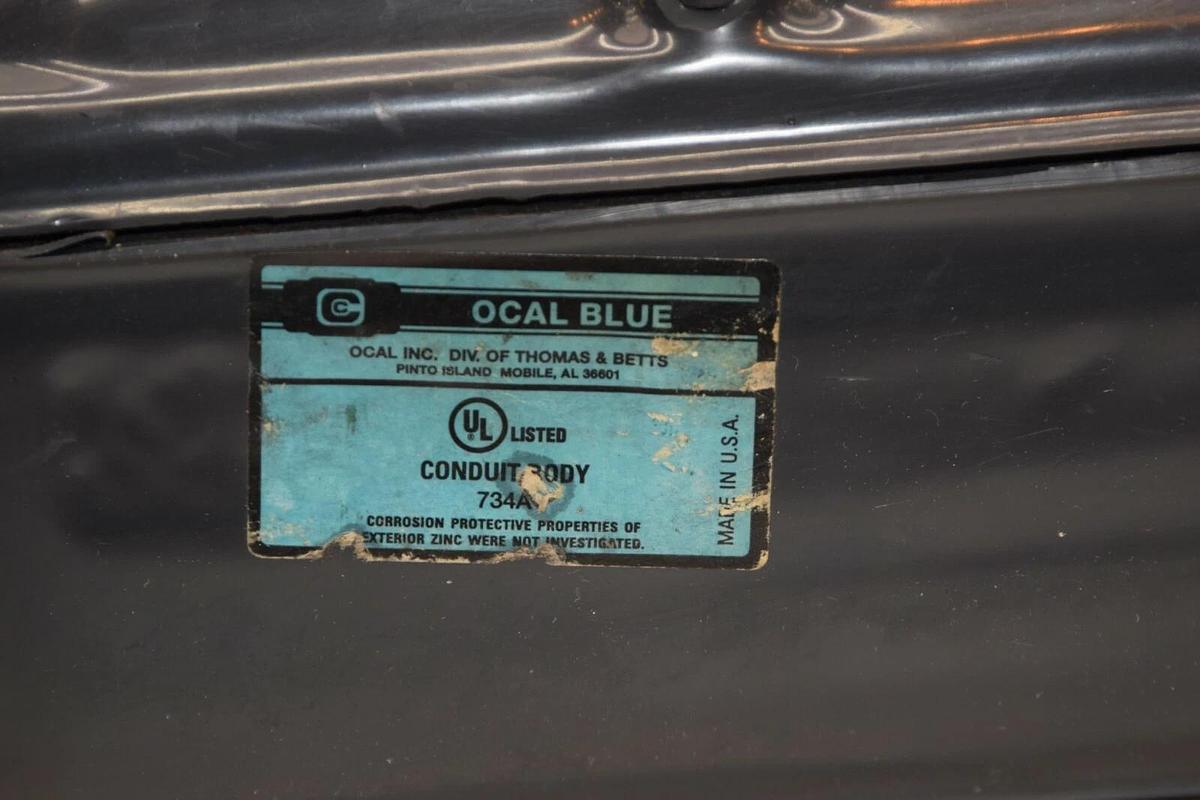 OCAL BLUE
OCAL INC. DIV. OF THOMAS & BETTS
PINTO ISLAND MOBILE, AL 36601
UL LISTED
CONDUIT BODY
CORROSION PROTECTIVE PROPERTIES OF
EXTERIOR ZINC WERE NOT INVESTIGATED.
MADE IN U.S.A.